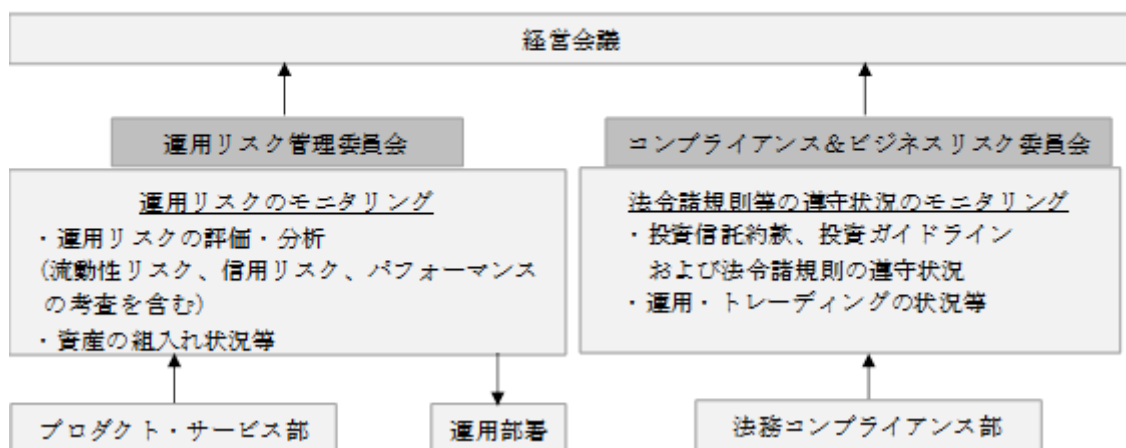 経営会議
運用リスク管理委員会
運用リスクのモニタリング
・運用リスクの評価・分析
(流動性リスク、信用リスク、パフォーマンス
の考査を含む)
・資産の組入れ状況等
プロダクト・サービス部
運用部署
コンプライアンス&ビジネスリスク委員会
法令諸規則等の遵守状況のモニタリング
・投資信託約款、投資ガイドライン
および法令諸規則の遵守状況
・運用・トレーディングの状況等
法務コンプライアンス部